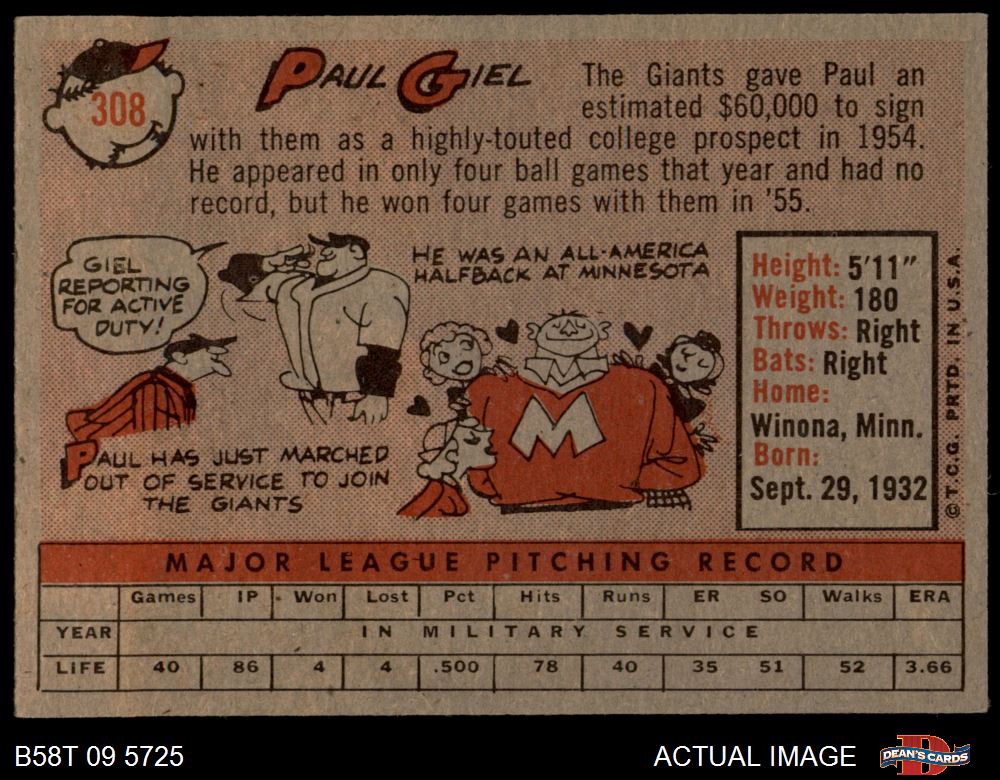 308
PAUL GIEL
The Giants gave Paul an
estimated $60,000 to sign
with them as a highly-touted college prospect in 1954.
He appeared in only four ball games that year and had no
record, but he won four games with them in '55.
GIEL
REPORTING
FOR ACTIVE
DUTY!
HE WAS AN ALL-AMERICA
HALFBACK AT MINNESOTA
M
PAUL HAS JUST MARCHED
OUT OF SERVICE TO JOIN
THE GIANTS
Height: 5'11"
Weight: 180
Throws: Right
Bats: Right
Home:
Winona, Minn.
Born:
Sept. 29, 1932
©T.C.G. PRTD. IN U.S.A.
MAJOR LEAGUE PITCHING RECORD
Games IP Won Lost Pct Hits Runs ER SO Walks ERA
YEAR IN MILITARY SERVICE
LIFE 40 86 4 4 .500 78 40 35 51 52 3.66
B58T 09 5725
ACTUAL IMAGE
D
DEAN'S CARDS